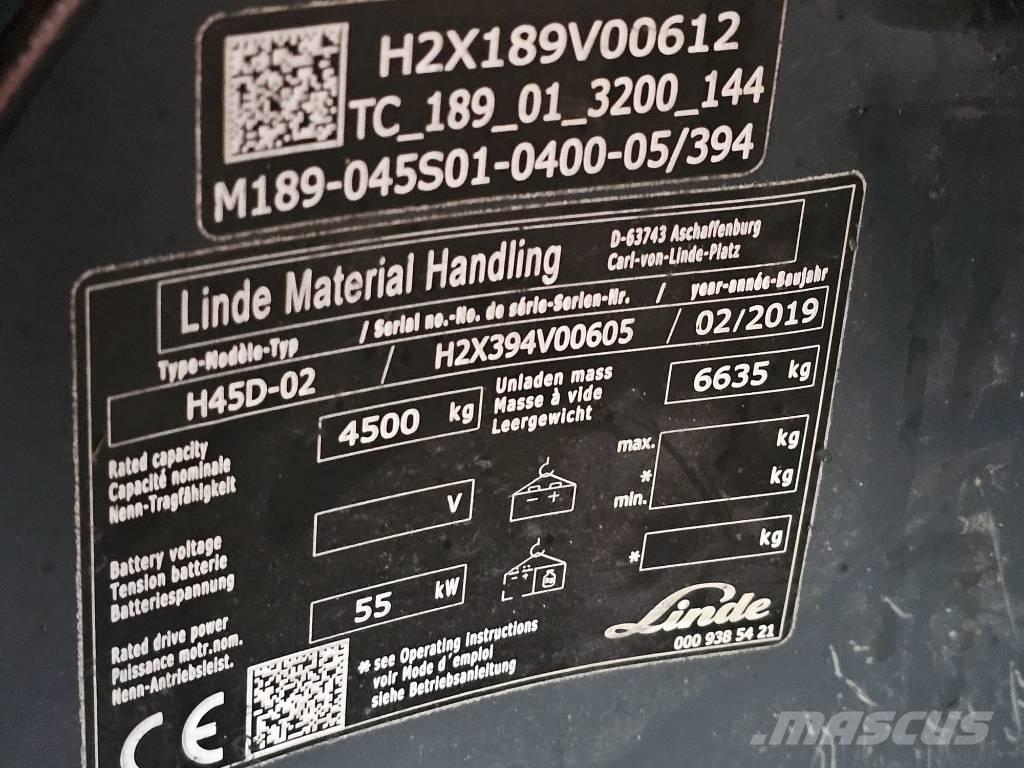 H2X189V00612
TC_189_01_3200_144
M189-045S01-0400-05/394
Linde Material Handling
D-63743 Aschaffenburg
Carl-von-Linde-Platz
Type-Modèle-Typ / Serial no.-No. de série-Serien-Nr. / year-année-Baujahr
H45D-02 / H2X394V00605 / 02/2019
Rated capacity
Capacité nominale
Nenn-Tragfähigkeit
4500 kg
Unladen mass
Masse à vide
Leergewicht
6635 kg
Battery voltage
Tension batterie
Batteriespannung
V
- +
max. kg
*
min. kg
Rated drive power
Puissance motr.nom.
Nenn-Antriebsleist.
55 kW
* kg
CE
* see Operating Instructions
voir Mode d'emploi
siehe Betriebsanleitung
Linde
000 938 54 21
mascus